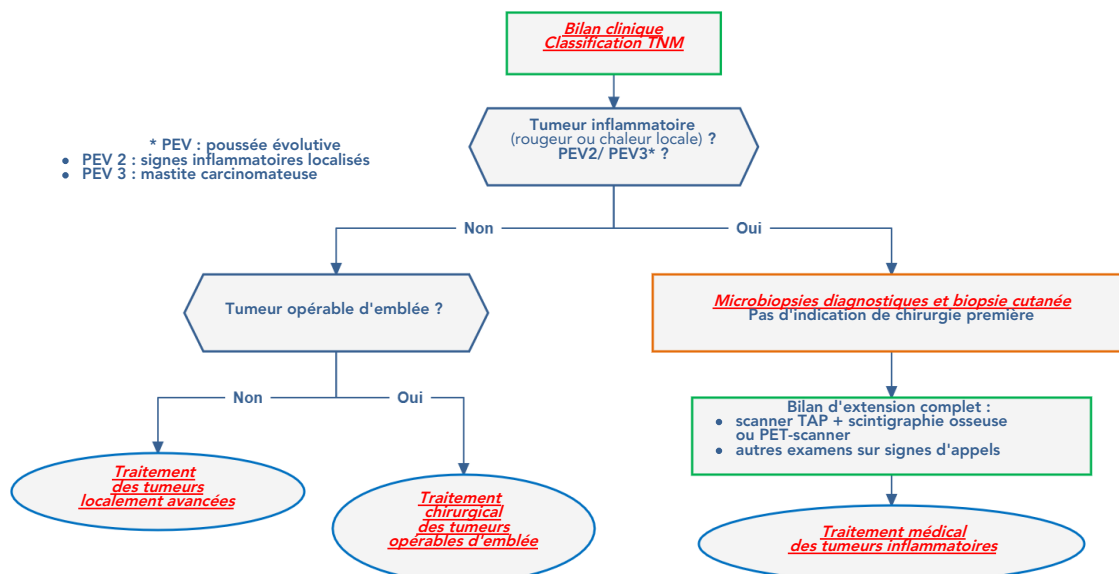 Bilan clinique
Classification TNM
Tumeur inflammatoire
(rougeur ou chaleur locale) ?
PEV2/ PEV3* ?
* PEV : poussée évolutive
• PEV 2 : signes inflammatoires localisés
• PEV 3 : mastite carcinomateuse
Non
Oui
Tumeur opérable d'emblée ?
Microbiopsies diagnostiques et biopsie cutanée
Pas d'indication de chirurgie première
Non
Oui
Bilan d'extension complet :
• scanner TAP + scintigraphie osseuse
ou PET-scanner
• autres examens sur signes d'appels
Traitement
des tumeurs
localement avancées
Traitement
chirurgical
des tumeurs
opérables d'emblée
Traitement médical
des tumeurs inflammatoires